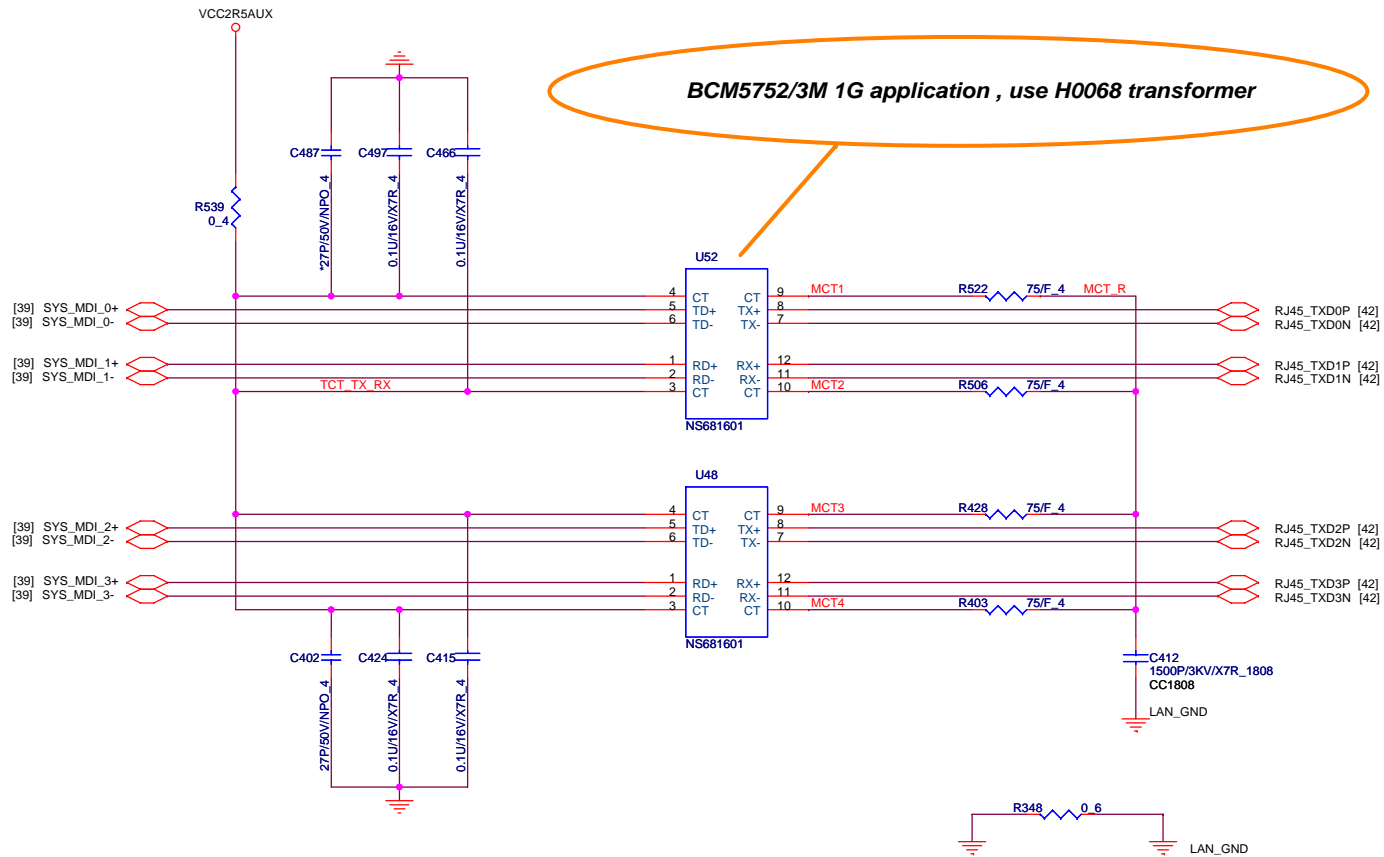 VCC2R5AUX
BCM5752/3M 1G application , use H0068 transformer
C487
C497
C466
*27P/50V/NPO_4
0.1U/16V/X7R_4
0.1U/16V/X7R_4
R539
0_4
U52
[39] SYS_MDI_0+
[39] SYS_MDI_0-
[39] SYS_MDI_1+
[39] SYS_MDI_1-
TCT_TX_RX
4 CT CT 9
5 TD+ TX+ 8
6 TD- TX- 7
1 RD+ RX+ 12
2 RD- RX- 11
3 CT CT 10
NS681601
MCT1
R522 75/F_4
MCT_R
RJ45_TXD0P [42]
RJ45_TXD0N [42]
RJ45_TXD1P [42]
RJ45_TXD1N [42]
MCT2
R506 75/F_4
U48
[39] SYS_MDI_2+
[39] SYS_MDI_2-
[39] SYS_MDI_3+
[39] SYS_MDI_3-
4 CT CT 9
5 TD+ TX+ 8
6 TD- TX- 7
1 RD+ RX+ 12
2 RD- RX- 11
3 CT CT 10
NS681601
MCT3
R428 75/F_4
RJ45_TXD2P [42]
RJ45_TXD2N [42]
RJ45_TXD3P [42]
RJ45_TXD3N [42]
MCT4
R403 75/F_4
C402
C424
C415
27P/50V/NPO_4
0.1U/16V/X7R_4
0.1U/16V/X7R_4
C412
1500P/3KV/X7R_1808
CC1808
LAN_GND
R348 0_6
LAN_GND